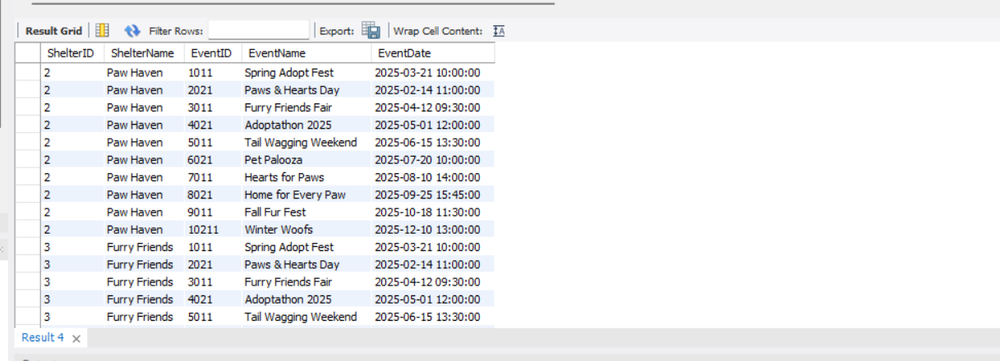 Result Grid Filter Rows: Export: Wrap Cell Content:
ShelterID ShelterName EventID EventName EventDate
2 Paw Haven 1011 Spring Adopt Fest 2025-03-21 10:00:00
2 Paw Haven 2021 Paws & Hearts Day 2025-02-14 11:00:00
2 Paw Haven 3011 Furry Friends Fair 2025-04-12 09:30:00
2 Paw Haven 4021 Adoptathon 2025 2025-05-01 12:00:00
2 Paw Haven 5011 Tail Wagging Weekend 2025-06-15 13:30:00
2 Paw Haven 6021 Pet Palooza 2025-07-20 10:00:00
2 Paw Haven 7011 Hearts for Paws 2025-08-10 14:00:00
2 Paw Haven 8021 Home for Every Paw 2025-09-25 15:45:00
2 Paw Haven 9011 Fall Fur Fest 2025-10-18 11:30:00
2 Paw Haven 10211 Winter Woofs 2025-12-10 13:00:00
3 Furry Friends 1011 Spring Adopt Fest 2025-03-21 10:00:00
3 Furry Friends 2021 Paws & Hearts Day 2025-02-14 11:00:00
3 Furry Friends 3011 Furry Friends Fair 2025-04-12 09:30:00
3 Furry Friends 4021 Adoptathon 2025 2025-05-01 12:00:00
3 Furry Friends 5011 Tail Wagging Weekend 2025-06-15 13:30:00
Result 4